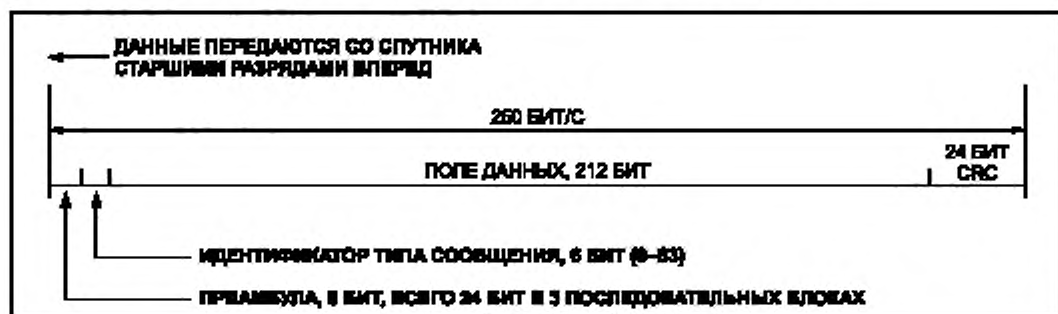 ДАННЫЕ ПЕРЕДАЮТСЯ СО СПУТНИКА
СТАРШИМИ РАЗРЯДАМИ ВПЕРЕД
250 БИТ/С
ПОЛЕ ДАННЫХ, 212 БИТ
24 БИТ
CRC
ИДЕНТИФИКАТОР ТИПА СООБЩЕНИЯ, 6 БИТ (0–63)
ПРЕАМБУЛА, 8 БИТ, ВСЕГО 24 БИТ В 3 ПОСЛЕДОВАТЕЛЬНЫХ БЛОКАХ